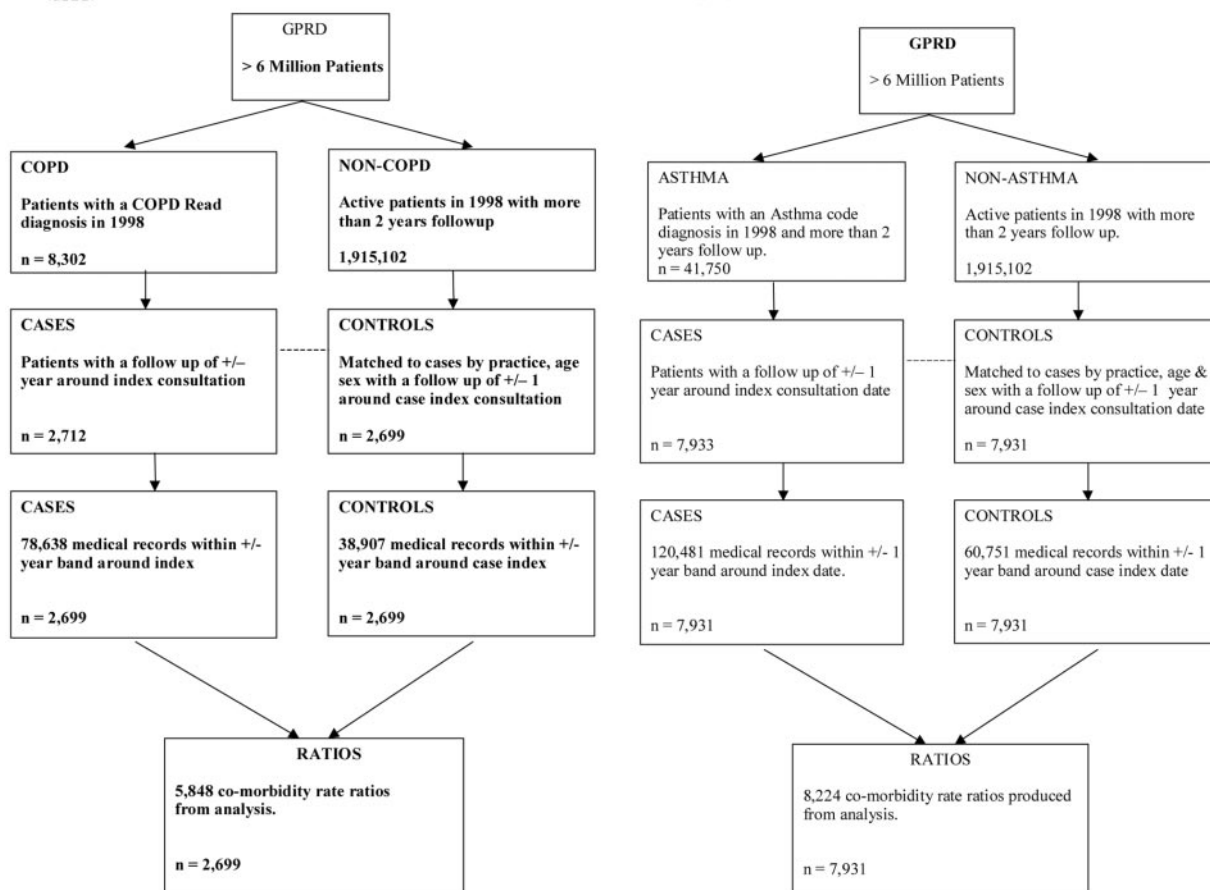 GPRD
> 6 Million Patients
COPD
Patients with a COPD Read
diagnosis in 1998
n = 8,302
NON-COPD
Active patients in 1998 with more
than 2 years followup
1,915,102
CASES
Patients with a follow up of +/–
year around index consultation
n = 2,712
CONTROLS
Matched to cases by practice, age
sex with a follow up of +/– 1
around case index consultation
n = 2,699
CASES
78,638 medical records within +/-
year band around index
n = 2,699
CONTROLS
38,907 medical records within +/-
year band around case index
n = 2,699
RATIOS
5,848 co-morbidity rate ratios
from analysis.
n = 2,699
GPRD
> 6 Million Patients
ASTHMA
Patients with an Asthma code
diagnosis in 1998 and more than 2
years follow up.
n = 41,750
NON-ASTHMA
Active patients in 1998 with more
than 2 years follow up.
1,915,102
CASES
Patients with a follow up of +/– 1
year around index consultation date
n = 7,933
CONTROLS
Matched to cases by practice, age &
sex with a follow up of +/– 1 year
around case index consultation date
n = 7,931
CASES
120,481 medical records within +/- 1
year band around index date.
n = 7,931
CONTROLS
60,751 medical records within +/- 1
year band around case index date
n = 7,931
RATIOS
8,224 co-morbidity rate ratios produced
from analysis.
n = 7,931